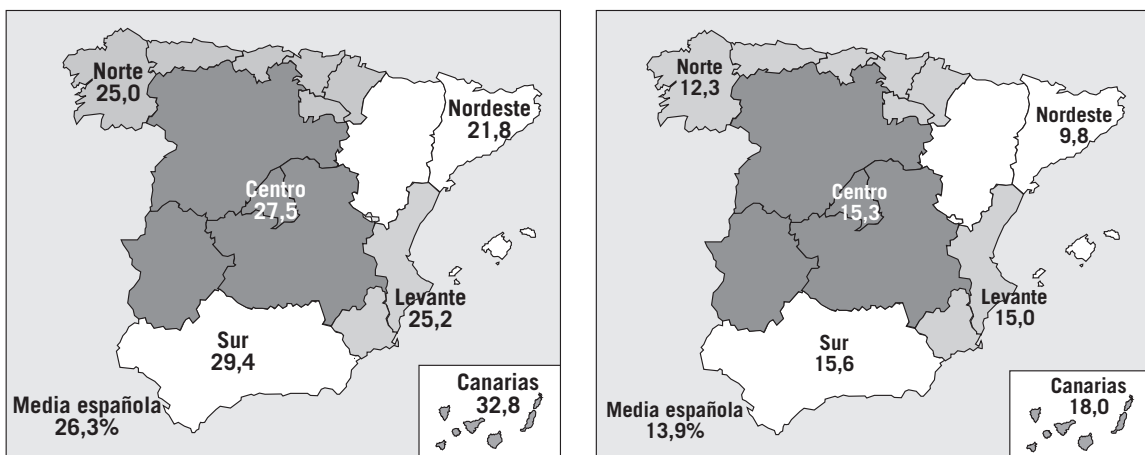 Norte
25,0
Nordeste
21,8
Centro
27,5
Levante
25,2
Sur
29,4
Canarias
32,8
Media española
26,3%
Norte
12,3
Nordeste
9,8
Centro
15,3
Levante
15,0
Sur
15,6
Canarias
18,0
Media española
13,9%